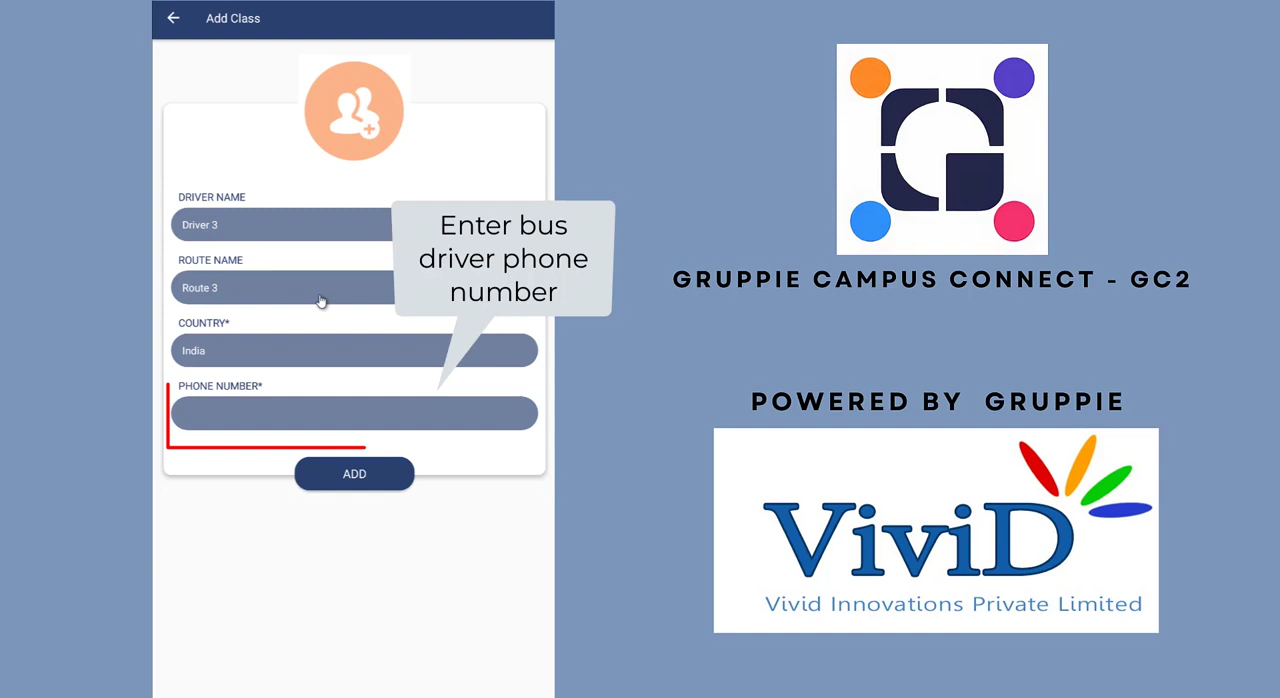 Add Class
DRIVER NAME
Driver 3
ROUTE NAME
Route 3
COUNTRY*
India
PHONE NUMBER*
ADD
Enter bus
driver phone
number
GRUPPIE CAMPUS CONNECT - GC2
POWERED BY GRUPPIE
ViviD
Vivid Innovations Private Limited